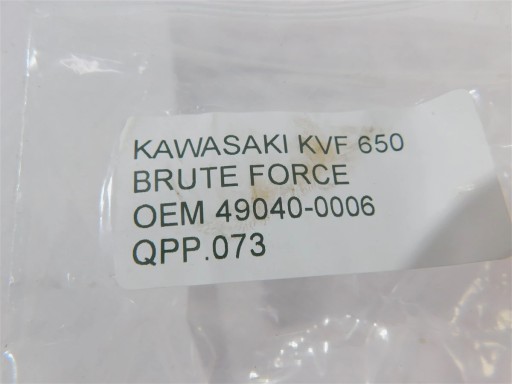 KAWASAKI KVF 650
BRUTE FORCE
OEM 49040-0006
QPP.073